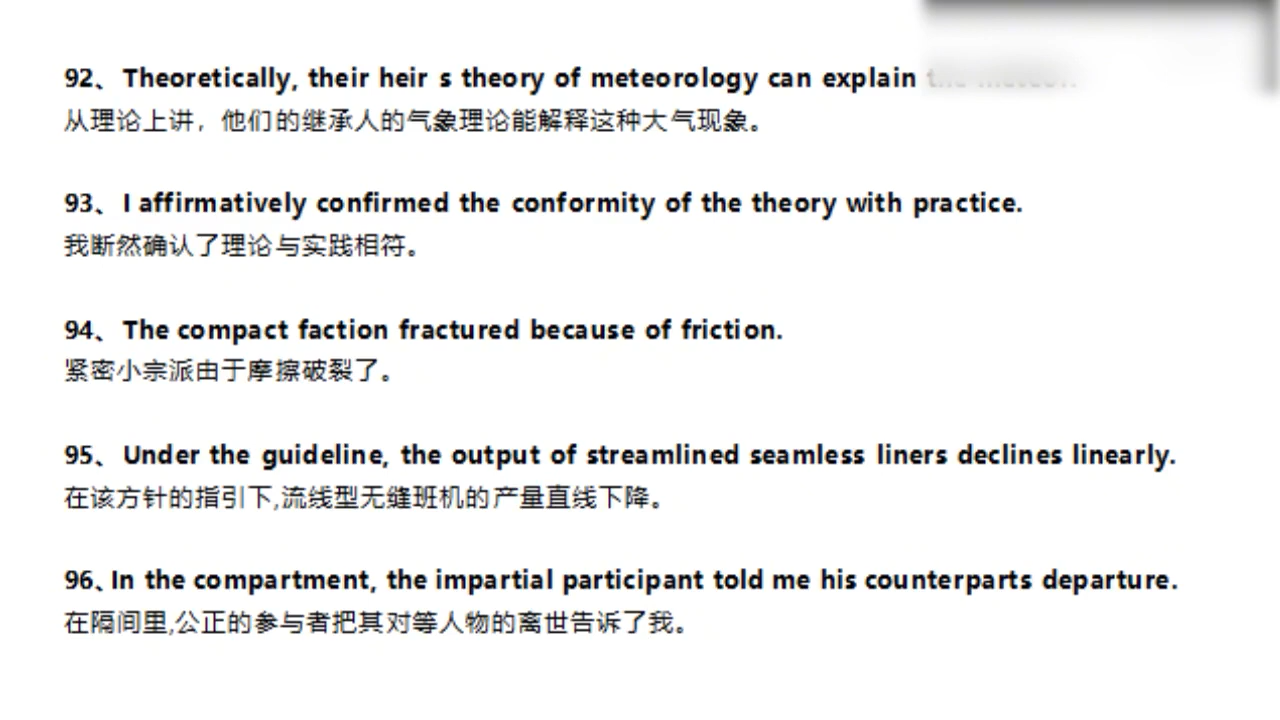 92、Theoretically, their heir s theory of meteorology can explain
从理论上讲，他们的继承人的气象理论能解释这种大气现象。
93、I affirmatively confirmed the conformity of the theory with practice.
我断然确认了理论与实践相符。
94、The compact faction fractured because of friction.
紧密小宗派由于摩擦破裂了。
95、Under the guideline, the output of streamlined seamless liners declines linearly.
在该方针的指引下,流线型无缝班机的产量直线下降。
96、In the compartment, the impartial participant told me his counterparts departure.
在隔间里,公正的参与者把其对等人物的离世告诉了我。